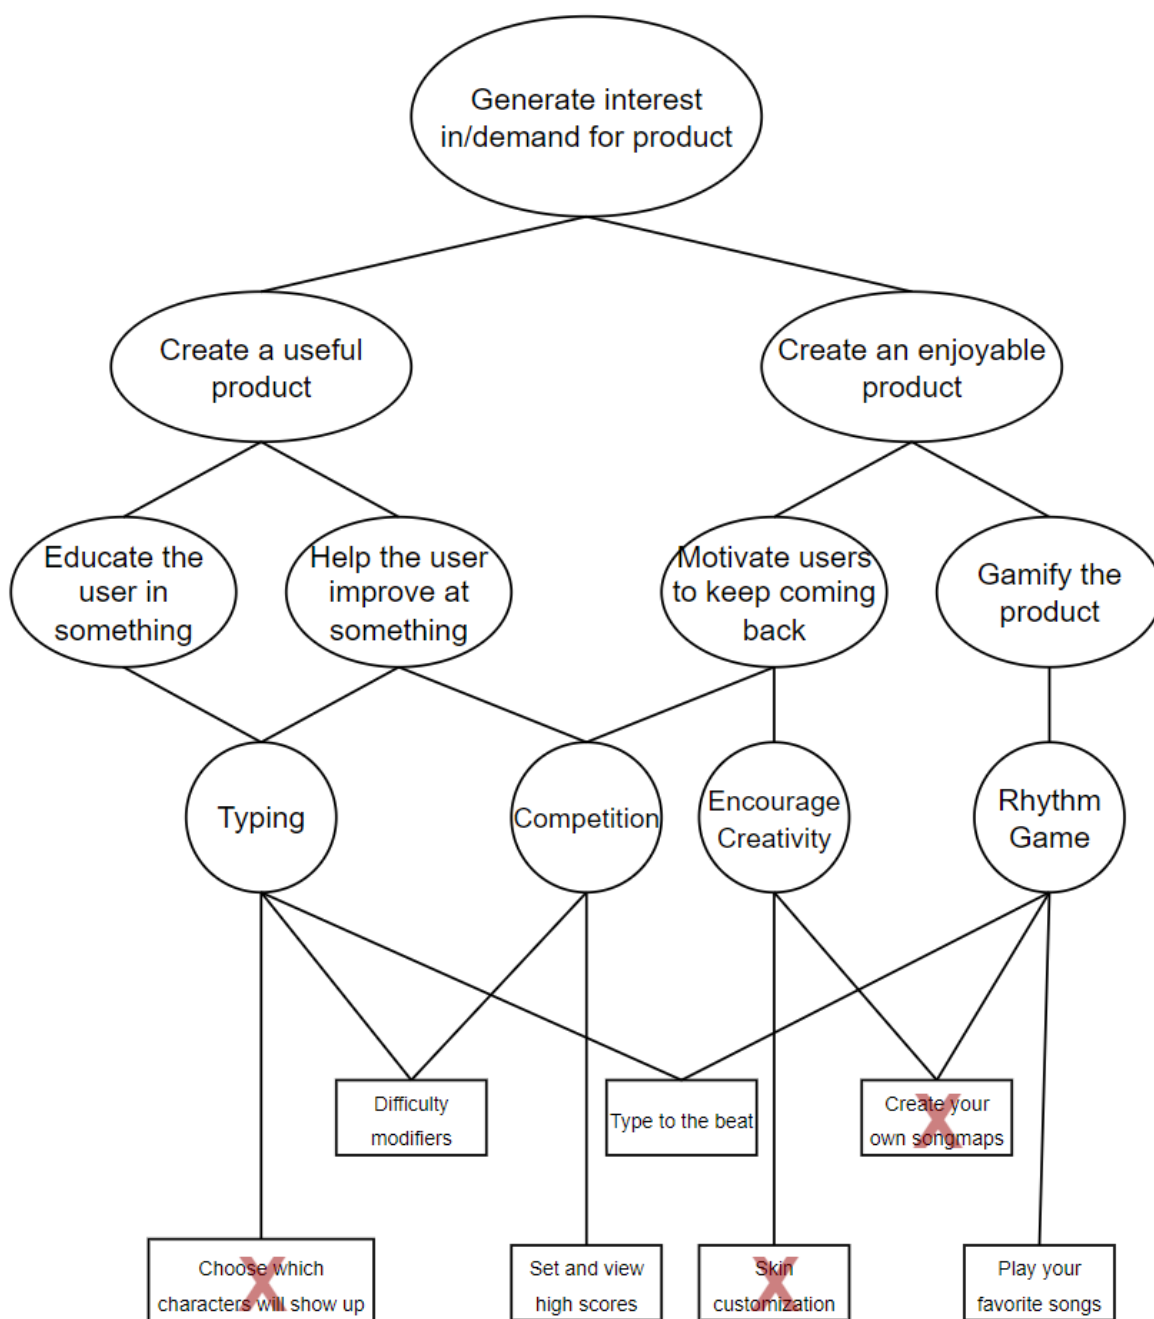 Generate interest
in/demand for product
Create a useful
product
Create an enjoyable
product
Educate the
user in
something
Help the user
improve at
something
Motivate users
to keep coming
back
Gamify the
product
Typing
Competition
Encourage
Creativity
Rhythm
Game
Difficulty
modifiers
Type to the beat
Create your
own songmaps
X
Choose which
characters will show up
X
Set and view
high scores
Skin
customization
X
Play your
favorite songs